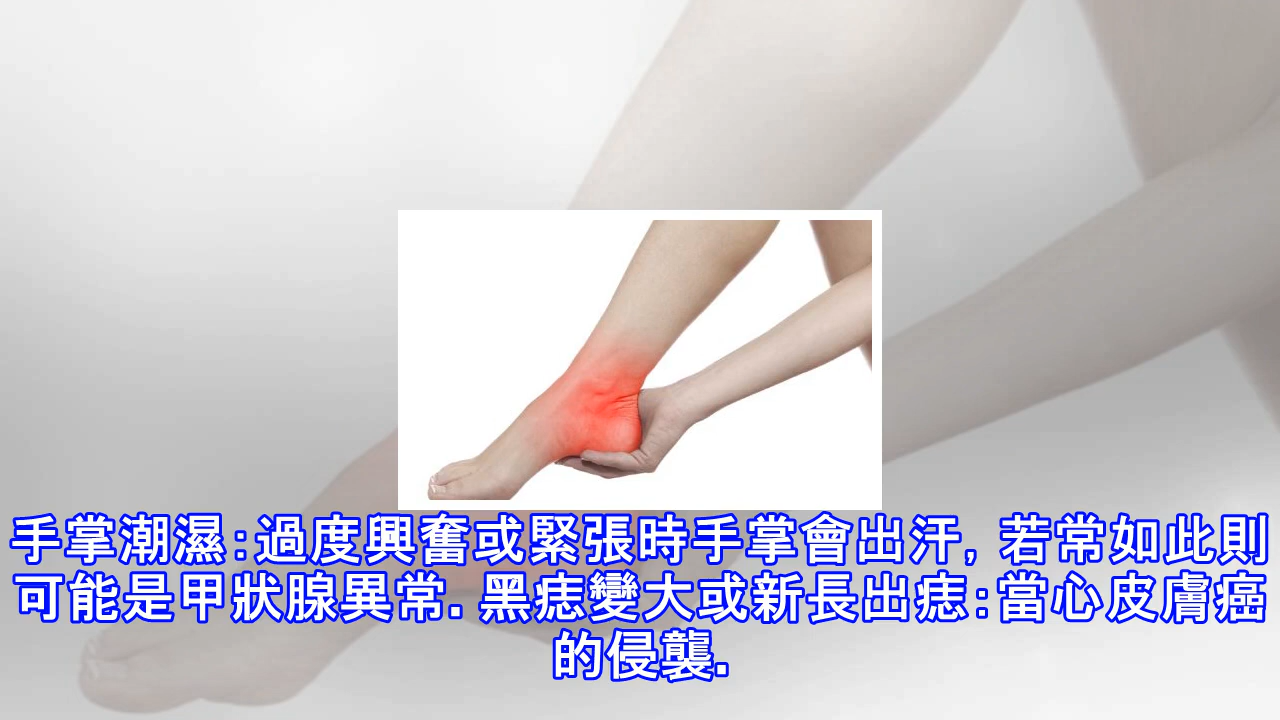 手掌潮濕:過度興奮或緊張時手掌會出汗, 若常如此則
可能是甲狀腺異常. 黑痣變大或新長出痣:當心皮膚癌
的侵襲.